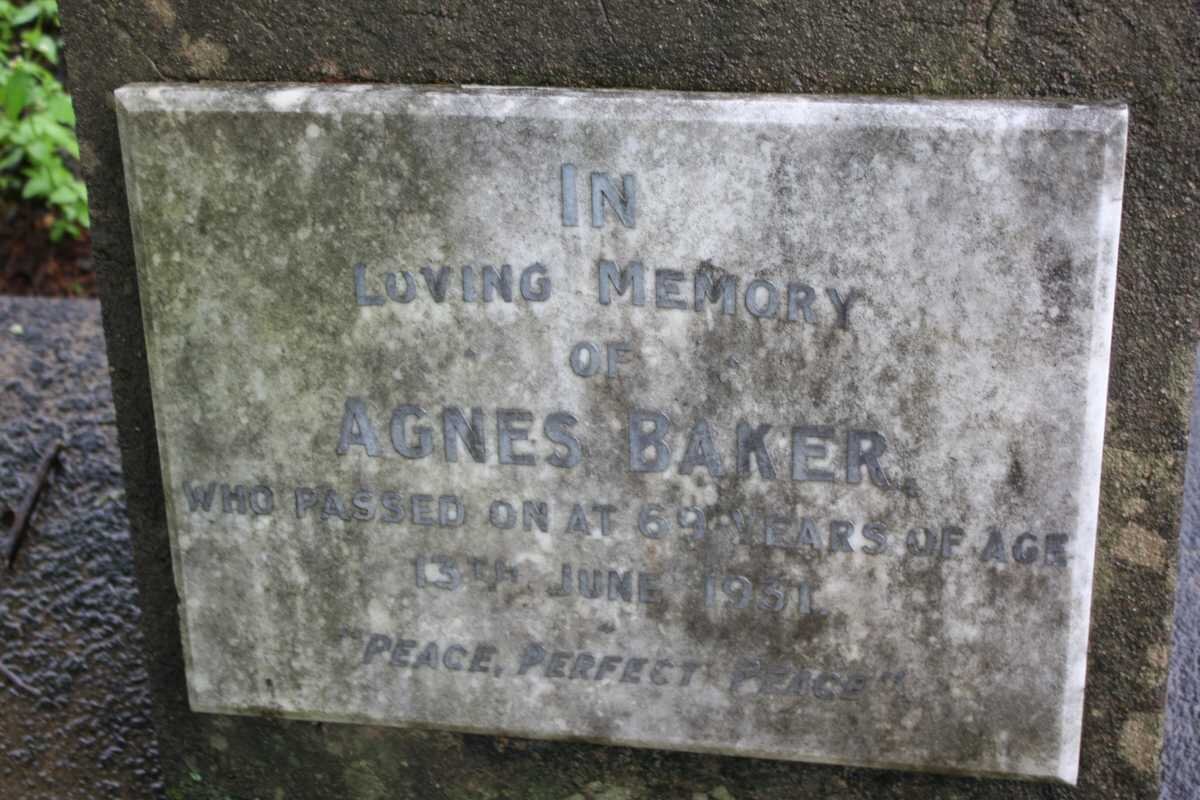 IN
LOVING MEMORY
OF
AGNES BAKER.
WHO PASSED ON AT 69 YEARS OF AGE
13TH JUNE 1931.
"PEACE, PERFECT PEACE"